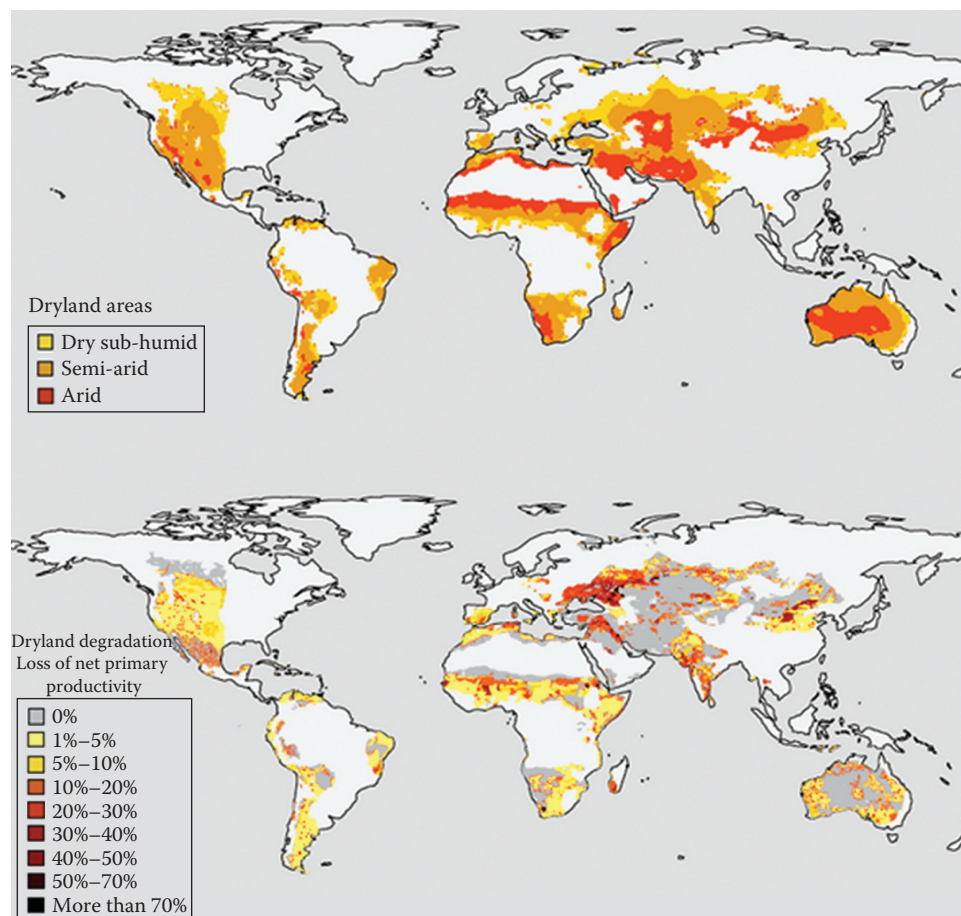 Dryland areas
Dry sub-humid
Semi-arid
Arid
Dryland degradation
Loss of net primary
productivity
0%
1%–5%
5%–10%
10%–20%
20%–30%
30%–40%
40%–50%
50%–70%
More than 70%